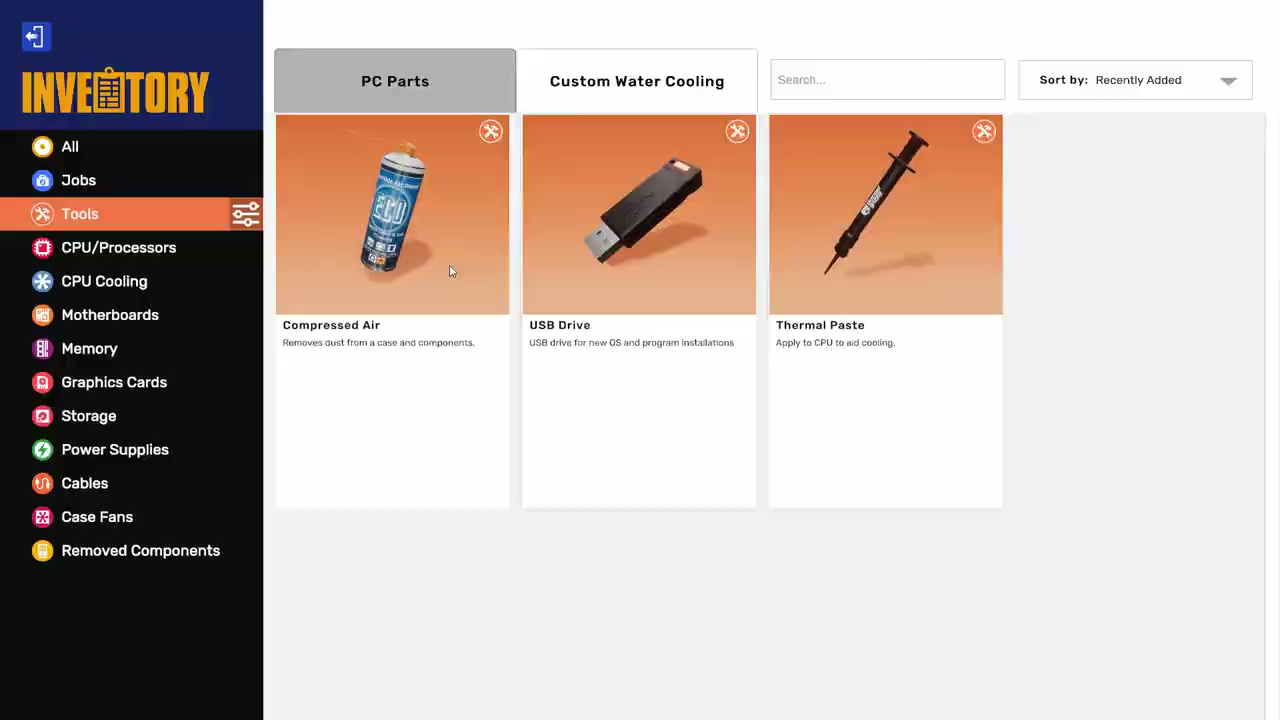 INVENTORY
All
Jobs
Tools
CPU/Processors
CPU Cooling
Motherboards
Memory
Graphics Cards
Storage
Power Supplies
Cables
Case Fans
Removed Components
PC Parts
Custom Water Cooling
Search...
Sort by: Recently Added
ECO
Compressed Air
Removes dust from a case and components.
USB Drive
USB drive for new OS and program installations
Thermal Paste
Apply to CPU to aid cooling.